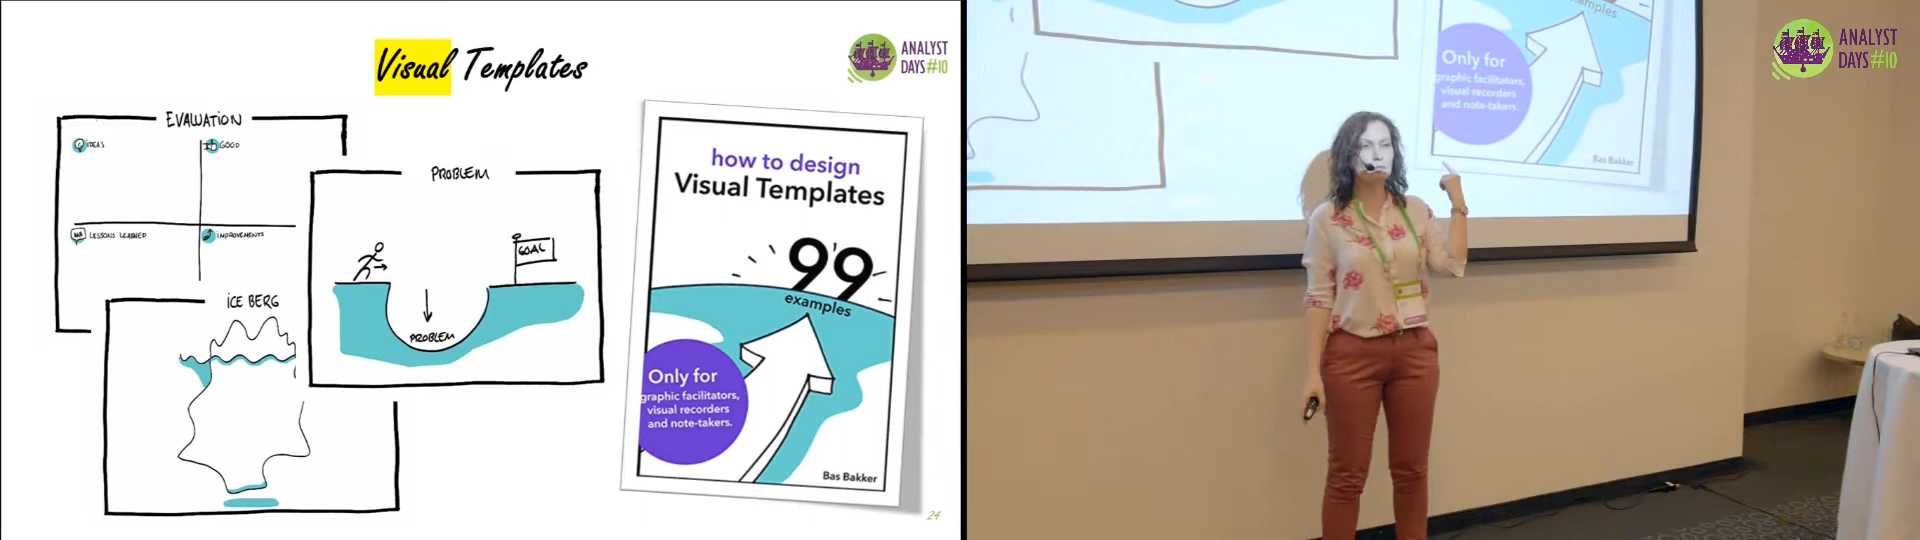 Visual Templates
ANALYST
DAYS#10
EVALUATION
IDEAS
GOOD
LESSONS LEARNED
IMPROVEMENTS
PROBLEM
GOAL
PROBLEM
ICE BERG
how to design
Visual Templates
99
examples
Only for
graphic facilitators,
visual recorders
and note-takers.
Bas Bakker
24
examples
Only for
graphic facilitators,
visual recorders
and note-takers.
Bas Bakker
ANALYST
DAYS#10